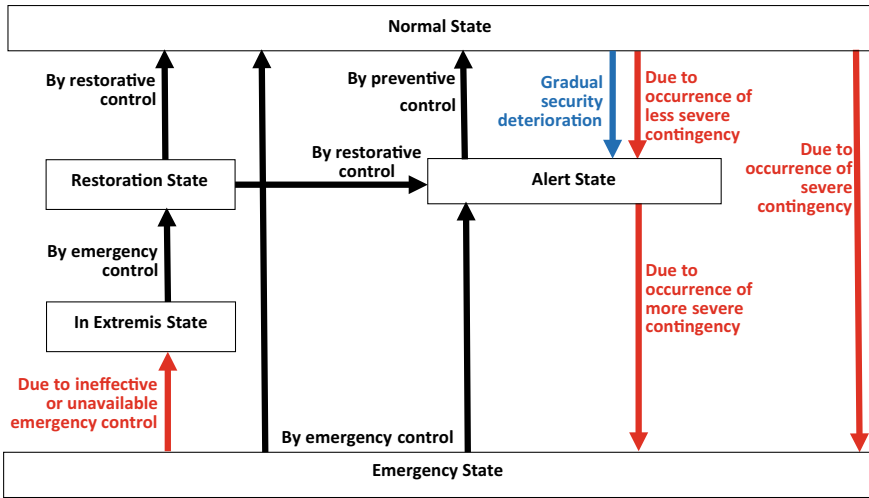 Normal State
By restorative
control
By preventive
control
Gradual
security
deterioration
Due to
occurrence of
less severe
contingency
Due to
occurrence of
severe
contingency
By restorative
control
Restoration State
Alert State
By emergency
control
Due to
occurrence of
more severe
contingency
In Extremis State
Due to ineffective
or unavailable
emergency control
By emergency control
Emergency State